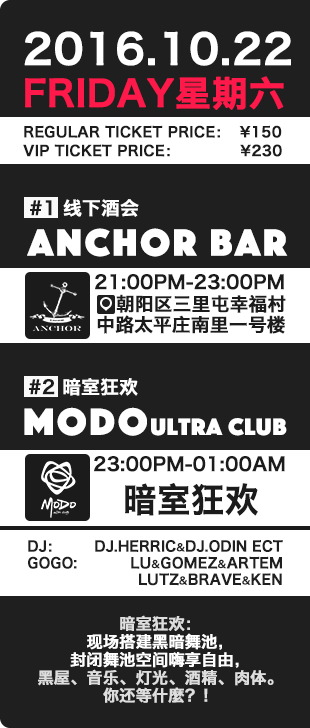 2016.10.22
FRIDAY星期六
REGULAR TICKET PRICE: ¥150
VIP TICKET PRICE: ¥230
#1 线下酒会
ANCHOR BAR
21:00PM-23:00PM
朝阳区三里屯幸福村
中路太平庄南里一号楼
ANCHOR
#2 暗室狂欢
MODO ULTRA CLUB
23:00PM-01:00AM
暗室狂欢
MODO
DJ: DJ.HERRIC&DJ.ODIN ECT
GOGO: LU&GOMEZ&ARTEM
LUTZ&BRAVE&KEN
暗室狂欢：
现场搭建黑暗舞池，
封闭舞池空间嗨享自由，
黑屋、音乐、灯光、酒精、肉体。
你还等什麼？！